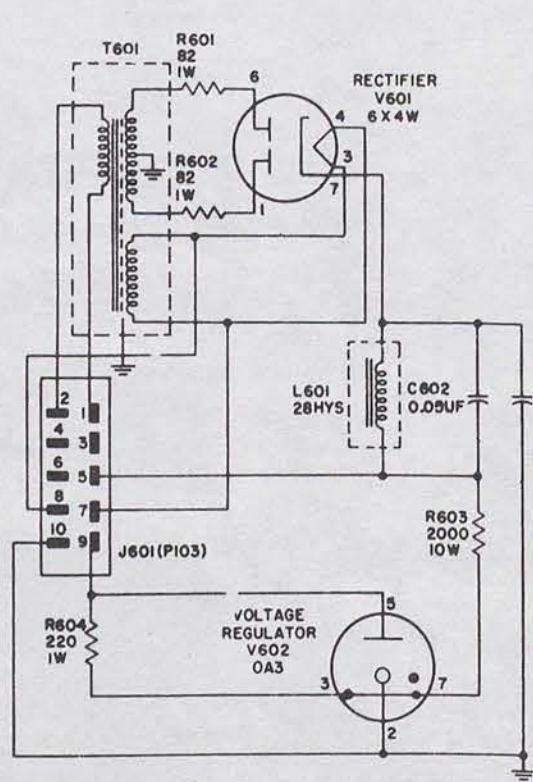 T601
R601
82
1W
6
RECTIFIER
V601
6X4W
4
3
7
R602
82
1W
1
L601
28HYS
C602
0.05UF
2
1
4
3
6
5
8
7
10
9
J601(P103)
R603
2000
10W
R604
220
1W
VOLTAGE
REGULATOR
V602
OA3
5
3
7
2